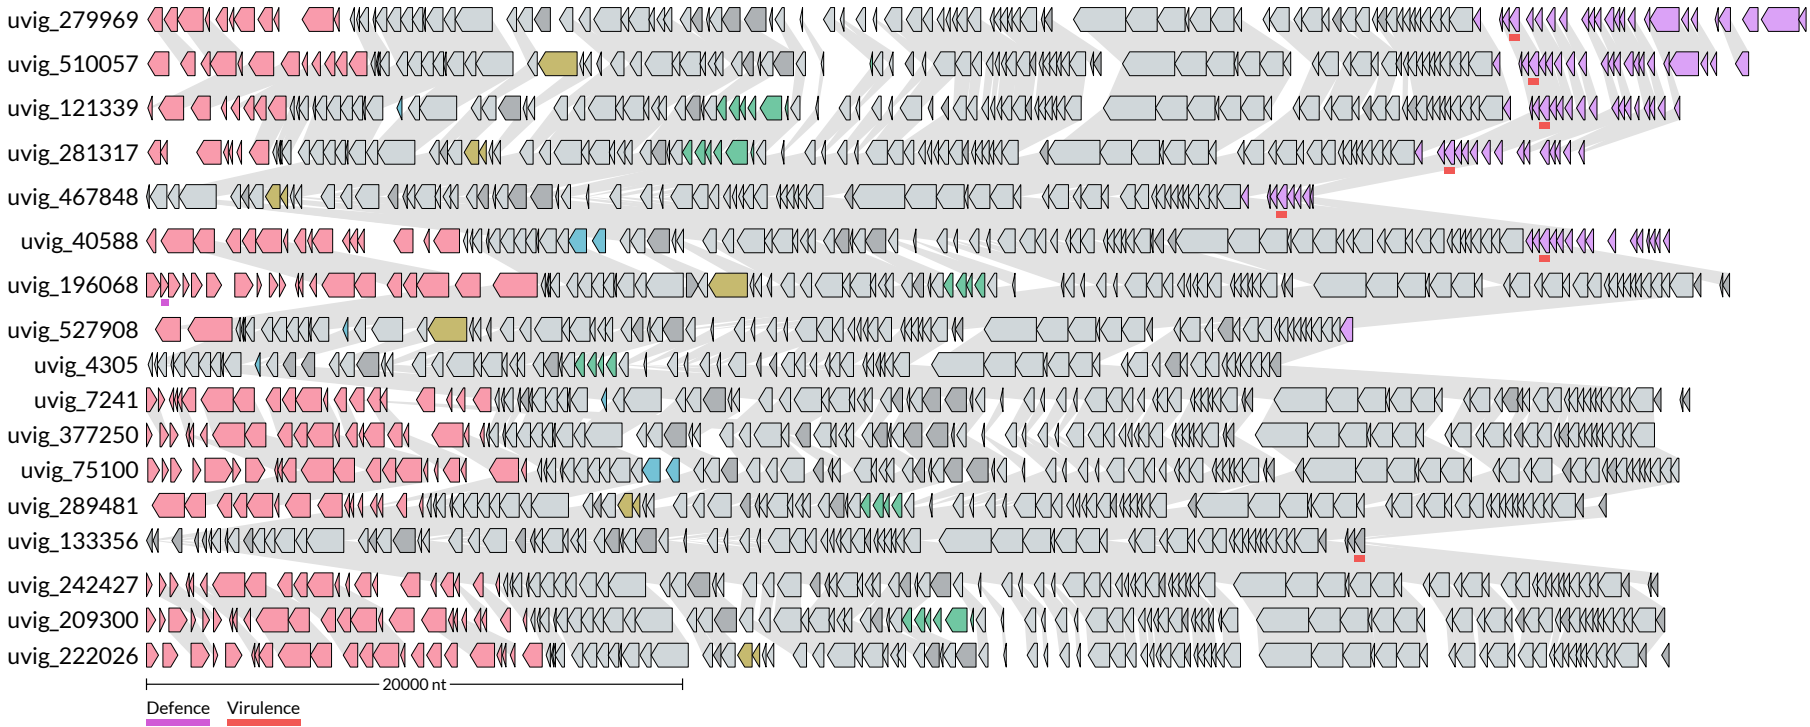 uvig_279969
uvig_510057
uvig_121339
uvig_281317
uvig_467848
uvig_40588
uvig_196068
uvig_527908
uvig_4305
uvig_7241
uvig_377250
uvig_75100
uvig_289481
uvig_133356
uvig_242427
uvig_209300
uvig_222026
20000 nt
Defence Virulence